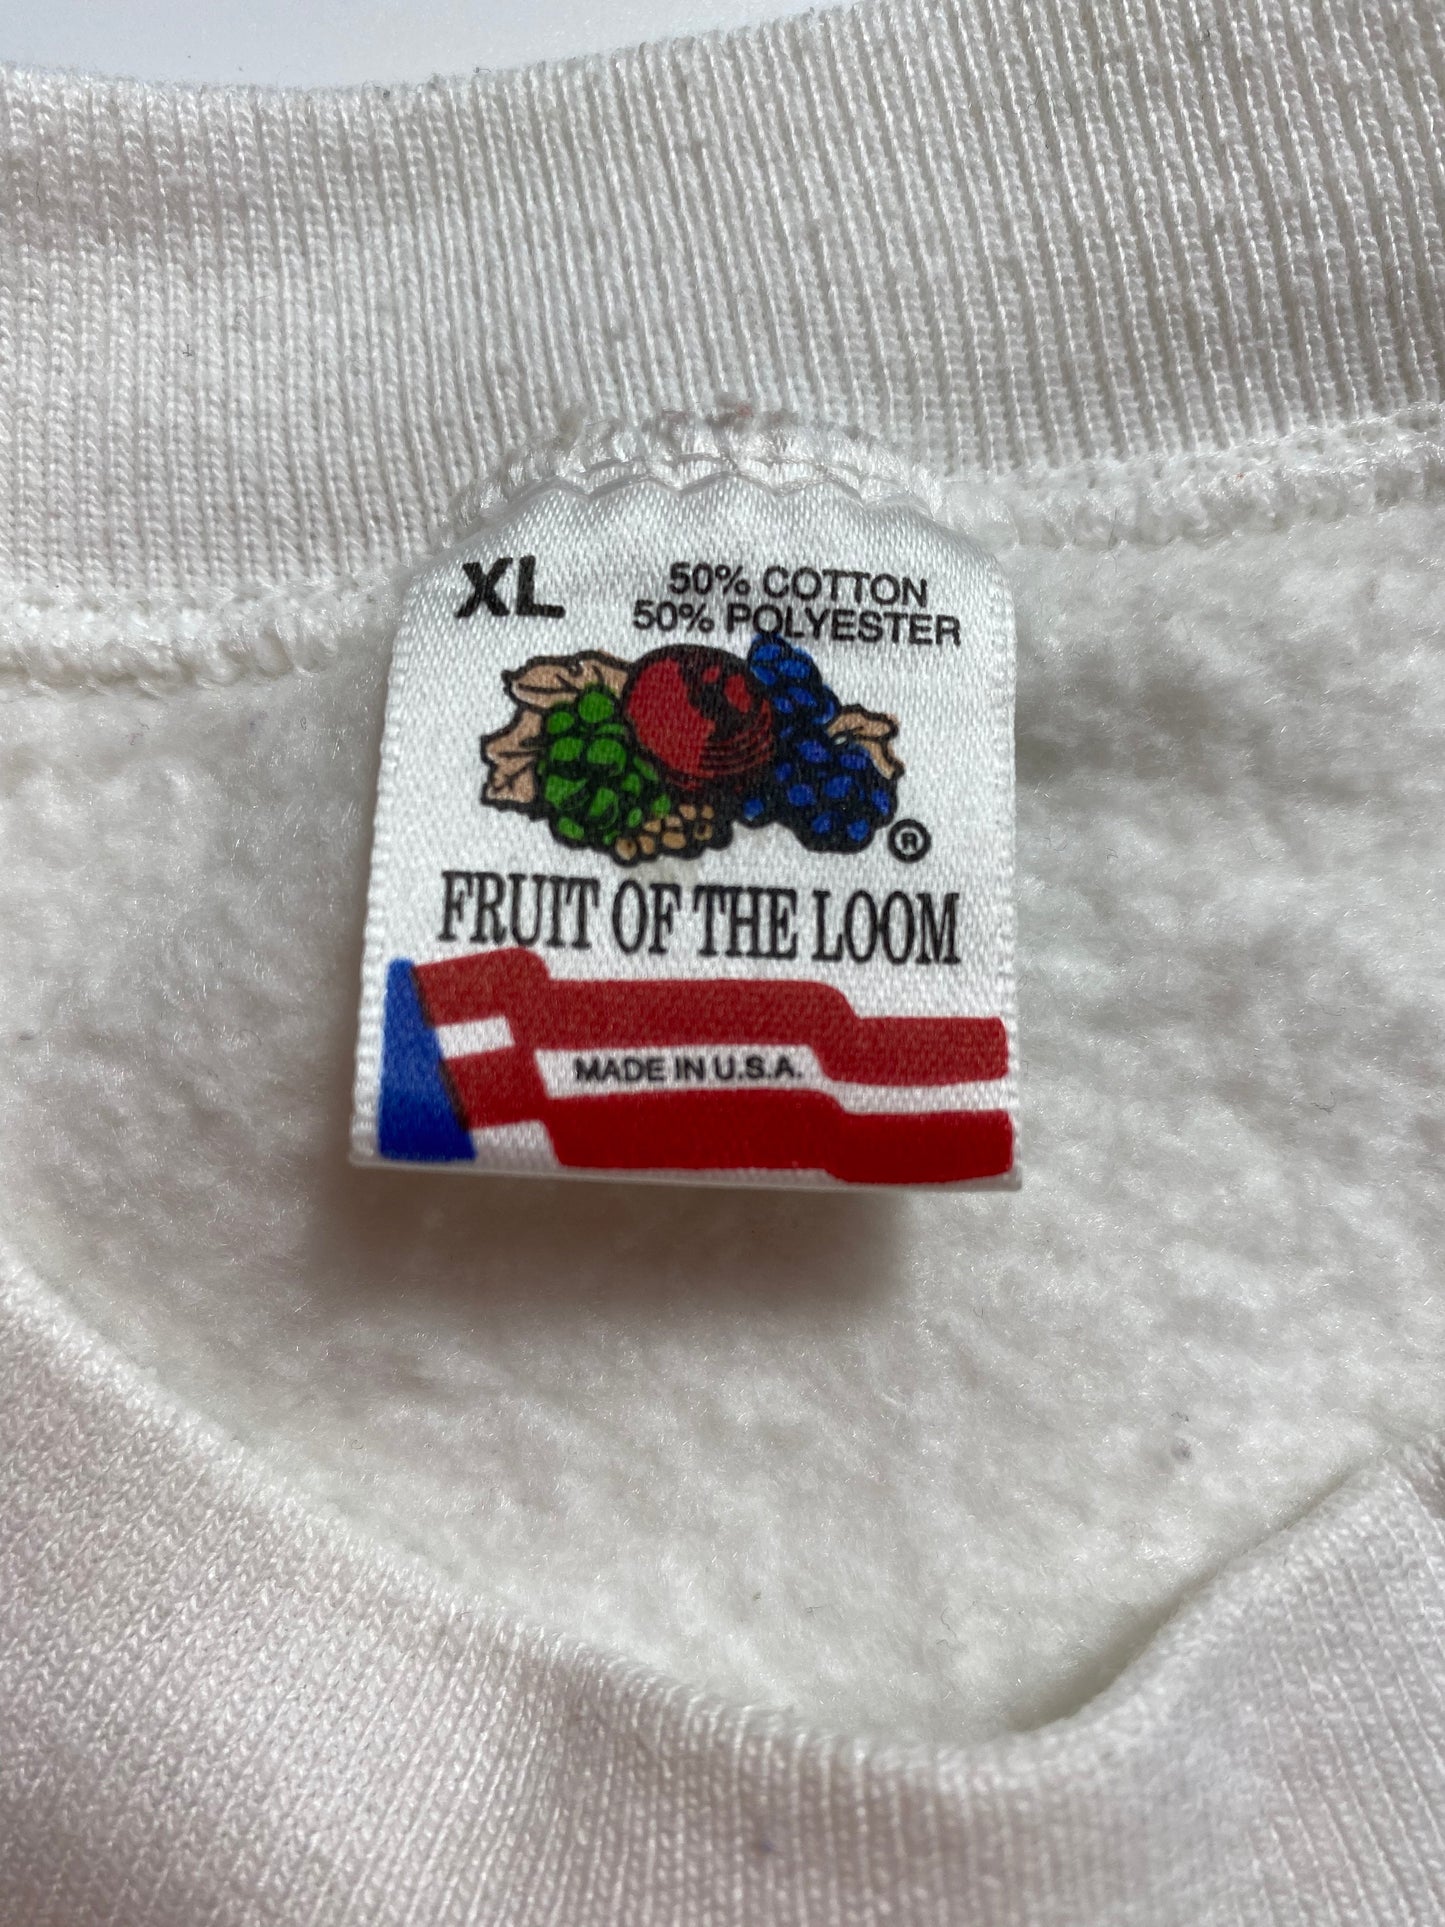 XL
50% COTTON
50% POLYESTER
®
FRUIT OF THE LOOM
MADE IN U.S.A.